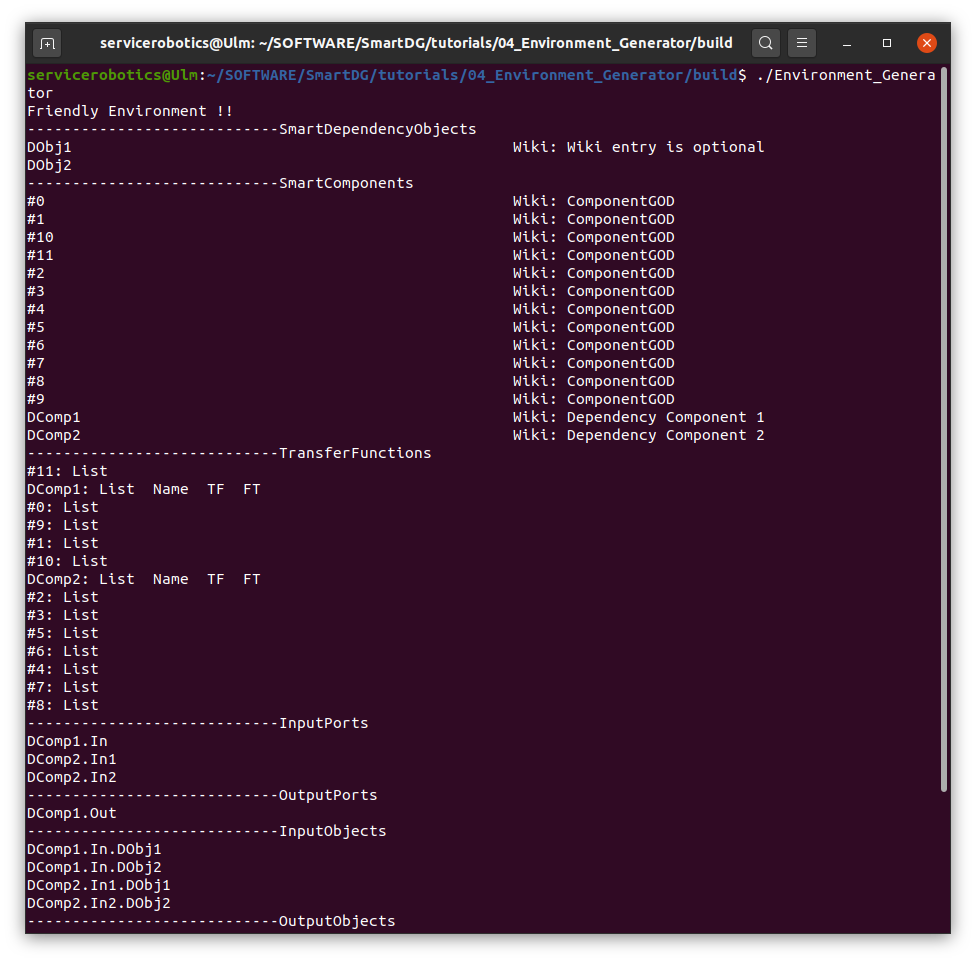 servicerobotics@Ulm: ~/SOFTWARE/SmartDG/tutorials/04_Environment_Generator/build
servicerobotics@Ulm:~/SOFTWARE/SmartDG/tutorials/04_Environment_Generator/build$ ./Environment_Genera
tor
Friendly Environment !!
----------------------------SmartDependencyObjects
DObj1 Wiki: Wiki entry is optional
DObj2
----------------------------SmartComponents
#0 Wiki: ComponentGOD
#1 Wiki: ComponentGOD
#10 Wiki: ComponentGOD
#11 Wiki: ComponentGOD
#2 Wiki: ComponentGOD
#3 Wiki: ComponentGOD
#4 Wiki: ComponentGOD
#5 Wiki: ComponentGOD
#6 Wiki: ComponentGOD
#7 Wiki: ComponentGOD
#8 Wiki: ComponentGOD
#9 Wiki: ComponentGOD
DComp1 Wiki: Dependency Component 1
DComp2 Wiki: Dependency Component 2
----------------------------TransferFunctions
#11: List
DComp1: List  Name  TF  FT
#0: List
#9: List
#1: List
#10: List
DComp2: List  Name  TF  FT
#2: List
#3: List
#5: List
#6: List
#4: List
#7: List
#8: List
----------------------------InputPorts
DComp1.In
DComp2.In1
DComp2.In2
----------------------------OutputPorts
DComp1.Out
----------------------------InputObjects
DComp1.In.DObj1
DComp1.In.DObj2
DComp2.In1.DObj1
DComp2.In2.DObj2
----------------------------OutputObjects